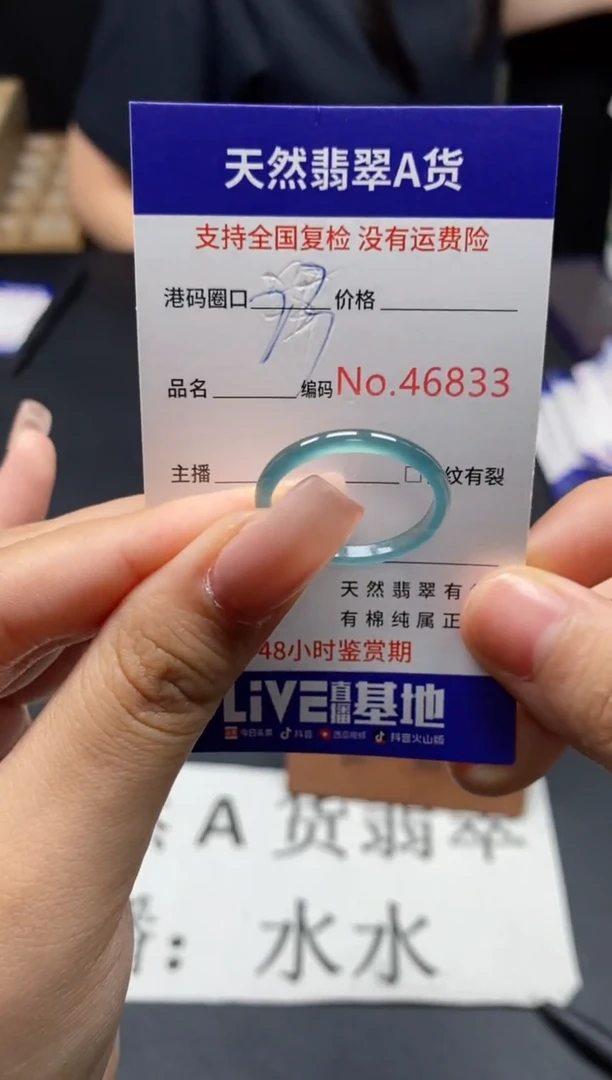 天然翡翠A货
支持全国复检 没有运费险
港码圈口 价格
品名 编码No.46833
主播 纹有裂
天然翡翠有
有棉纯属正
48小时鉴赏期
LiVE直播基地
今日头条 抖音 西瓜视频 抖音火山版
A货翡翠
：水水